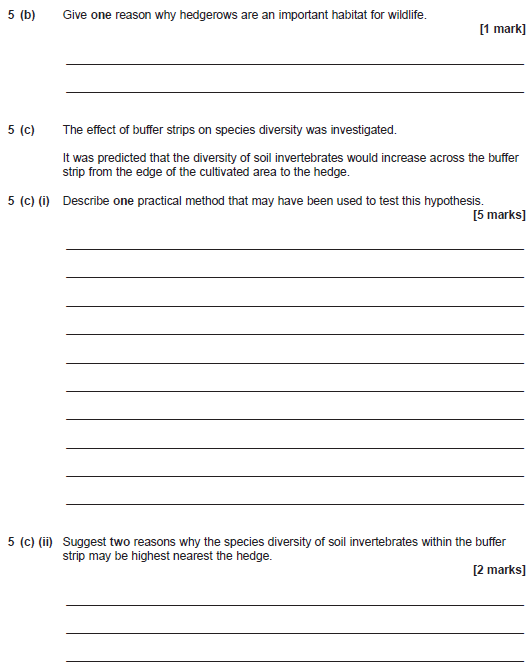 5 (b) Give one reason why hedgerows are an important habitat for wildlife.
[1 mark]
5 (c) The effect of buffer strips on species diversity was investigated.
It was predicted that the diversity of soil invertebrates would increase across the buffer
strip from the edge of the cultivated area to the hedge.
5 (c) (i) Describe one practical method that may have been used to test this hypothesis.
[5 marks]
5 (c) (ii) Suggest two reasons why the species diversity of soil invertebrates within the buffer
strip may be highest nearest the hedge.
[2 marks]